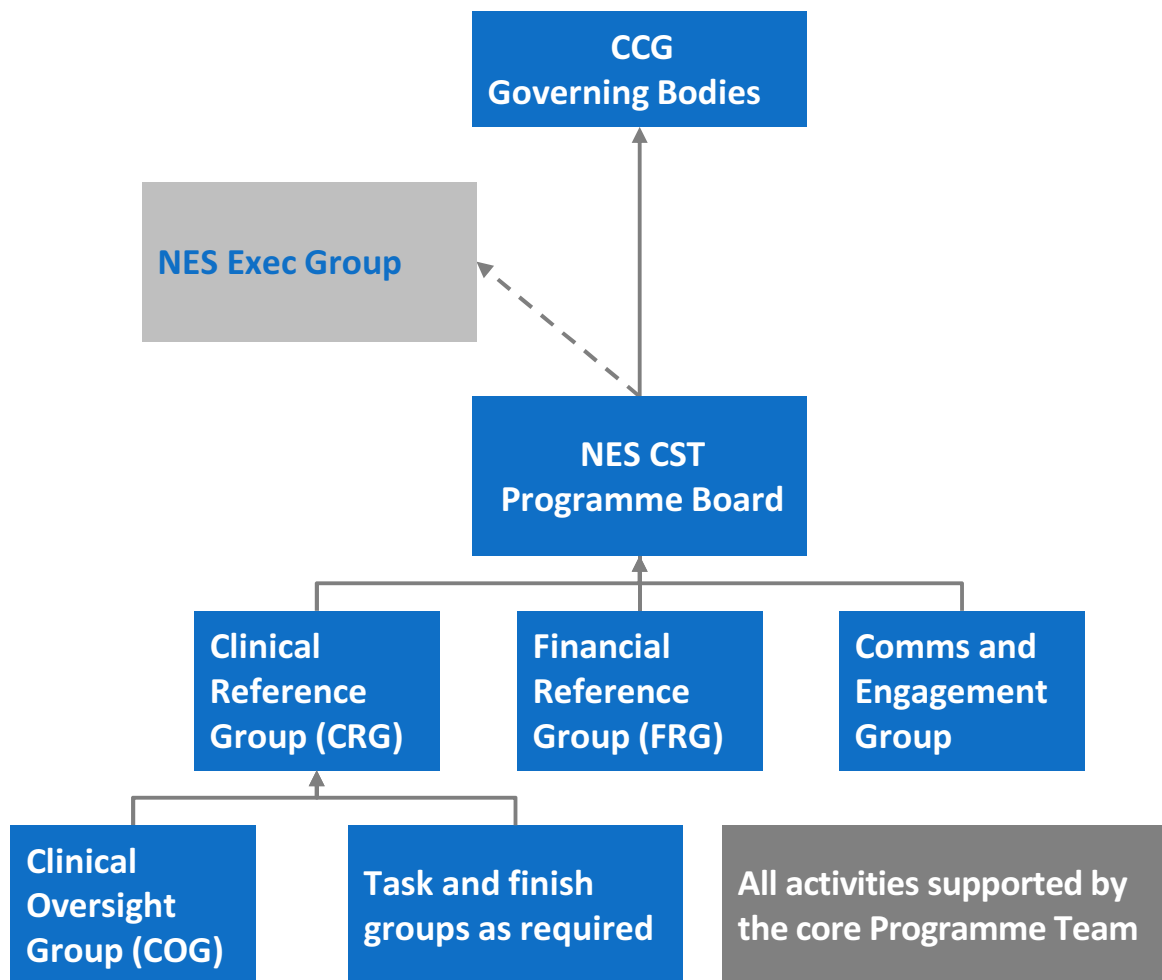 CCG
Governing Bodies
NES Exec Group
NES CST
Programme Board
Clinical
Reference
Group (CRG)
Financial
Reference
Group (FRG)
Comms and
Engagement
Group
Clinical
Oversight
Group (COG)
Task and finish
groups as required
All activities supported by
the core Programme Team